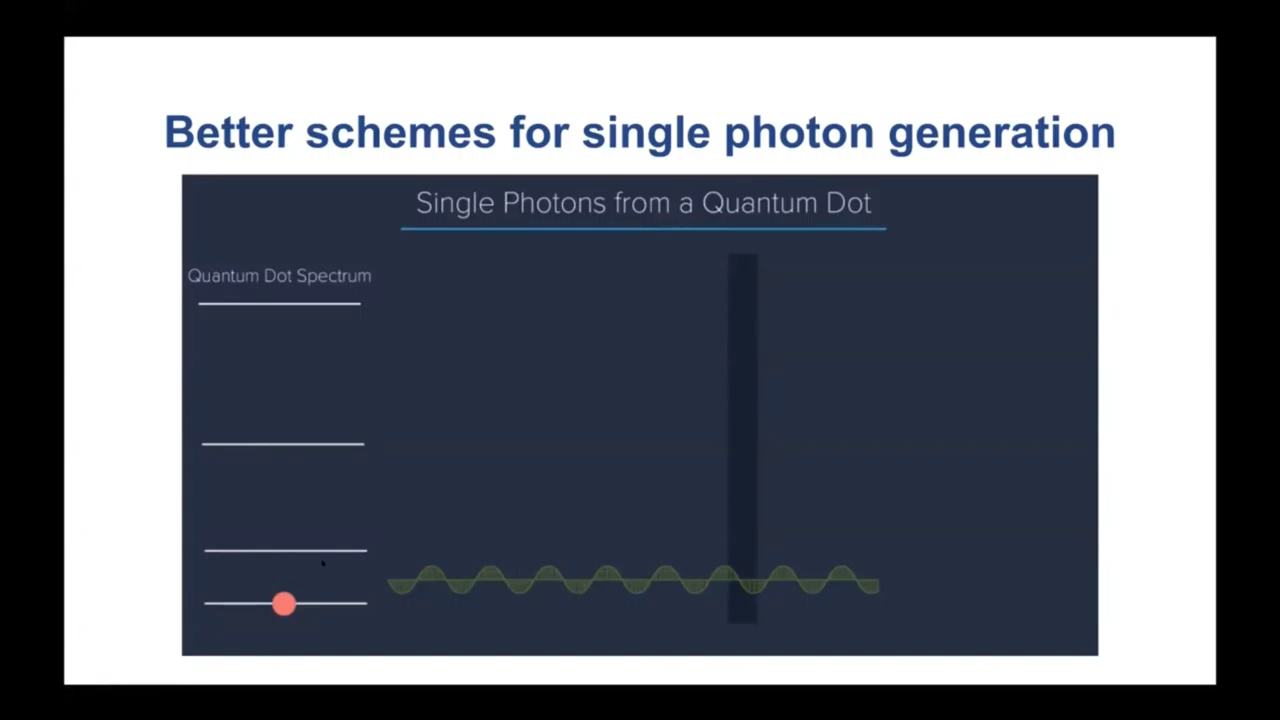 Better schemes for single photon generation
Single Photons from a Quantum Dot
Quantum Dot Spectrum